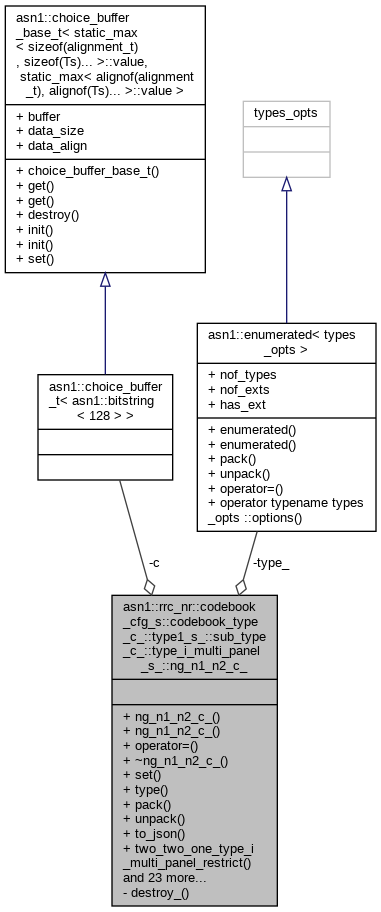 asn1::choice_buffer
_base_t< static_max
< sizeof(alignment_t)
, sizeof(Ts)... >::value,
static_max< alignof(alignment
_t), alignof(Ts)... >::value >
+ buffer
+ data_size
+ data_align
+ choice_buffer_base_t()
+ get()
+ get()
+ destroy()
+ init()
+ init()
+ set()
types_opts
asn1::enumerated< types
_opts >
+ nof_types
+ nof_exts
+ has_ext
+ enumerated()
+ enumerated()
+ pack()
+ unpack()
+ operator=()
+ operator typename types
_opts ::options()
asn1::choice_buffer
_t< asn1::bitstring
< 128 > >
-c
-type_
asn1::rrc_nr::codebook
_cfg_s::codebook_type
_c_::type1_s_::sub_type
_c_::type_i_multi_panel
_s_::ng_n1_n2_c_
+ ng_n1_n2_c_()
+ ng_n1_n2_c_()
+ operator=()
+ ~ng_n1_n2_c_()
+ set()
+ type()
+ pack()
+ unpack()
+ to_json()
+ two_two_one_type_i
_multi_panel_restrict()
and 23 more...
- destroy_()